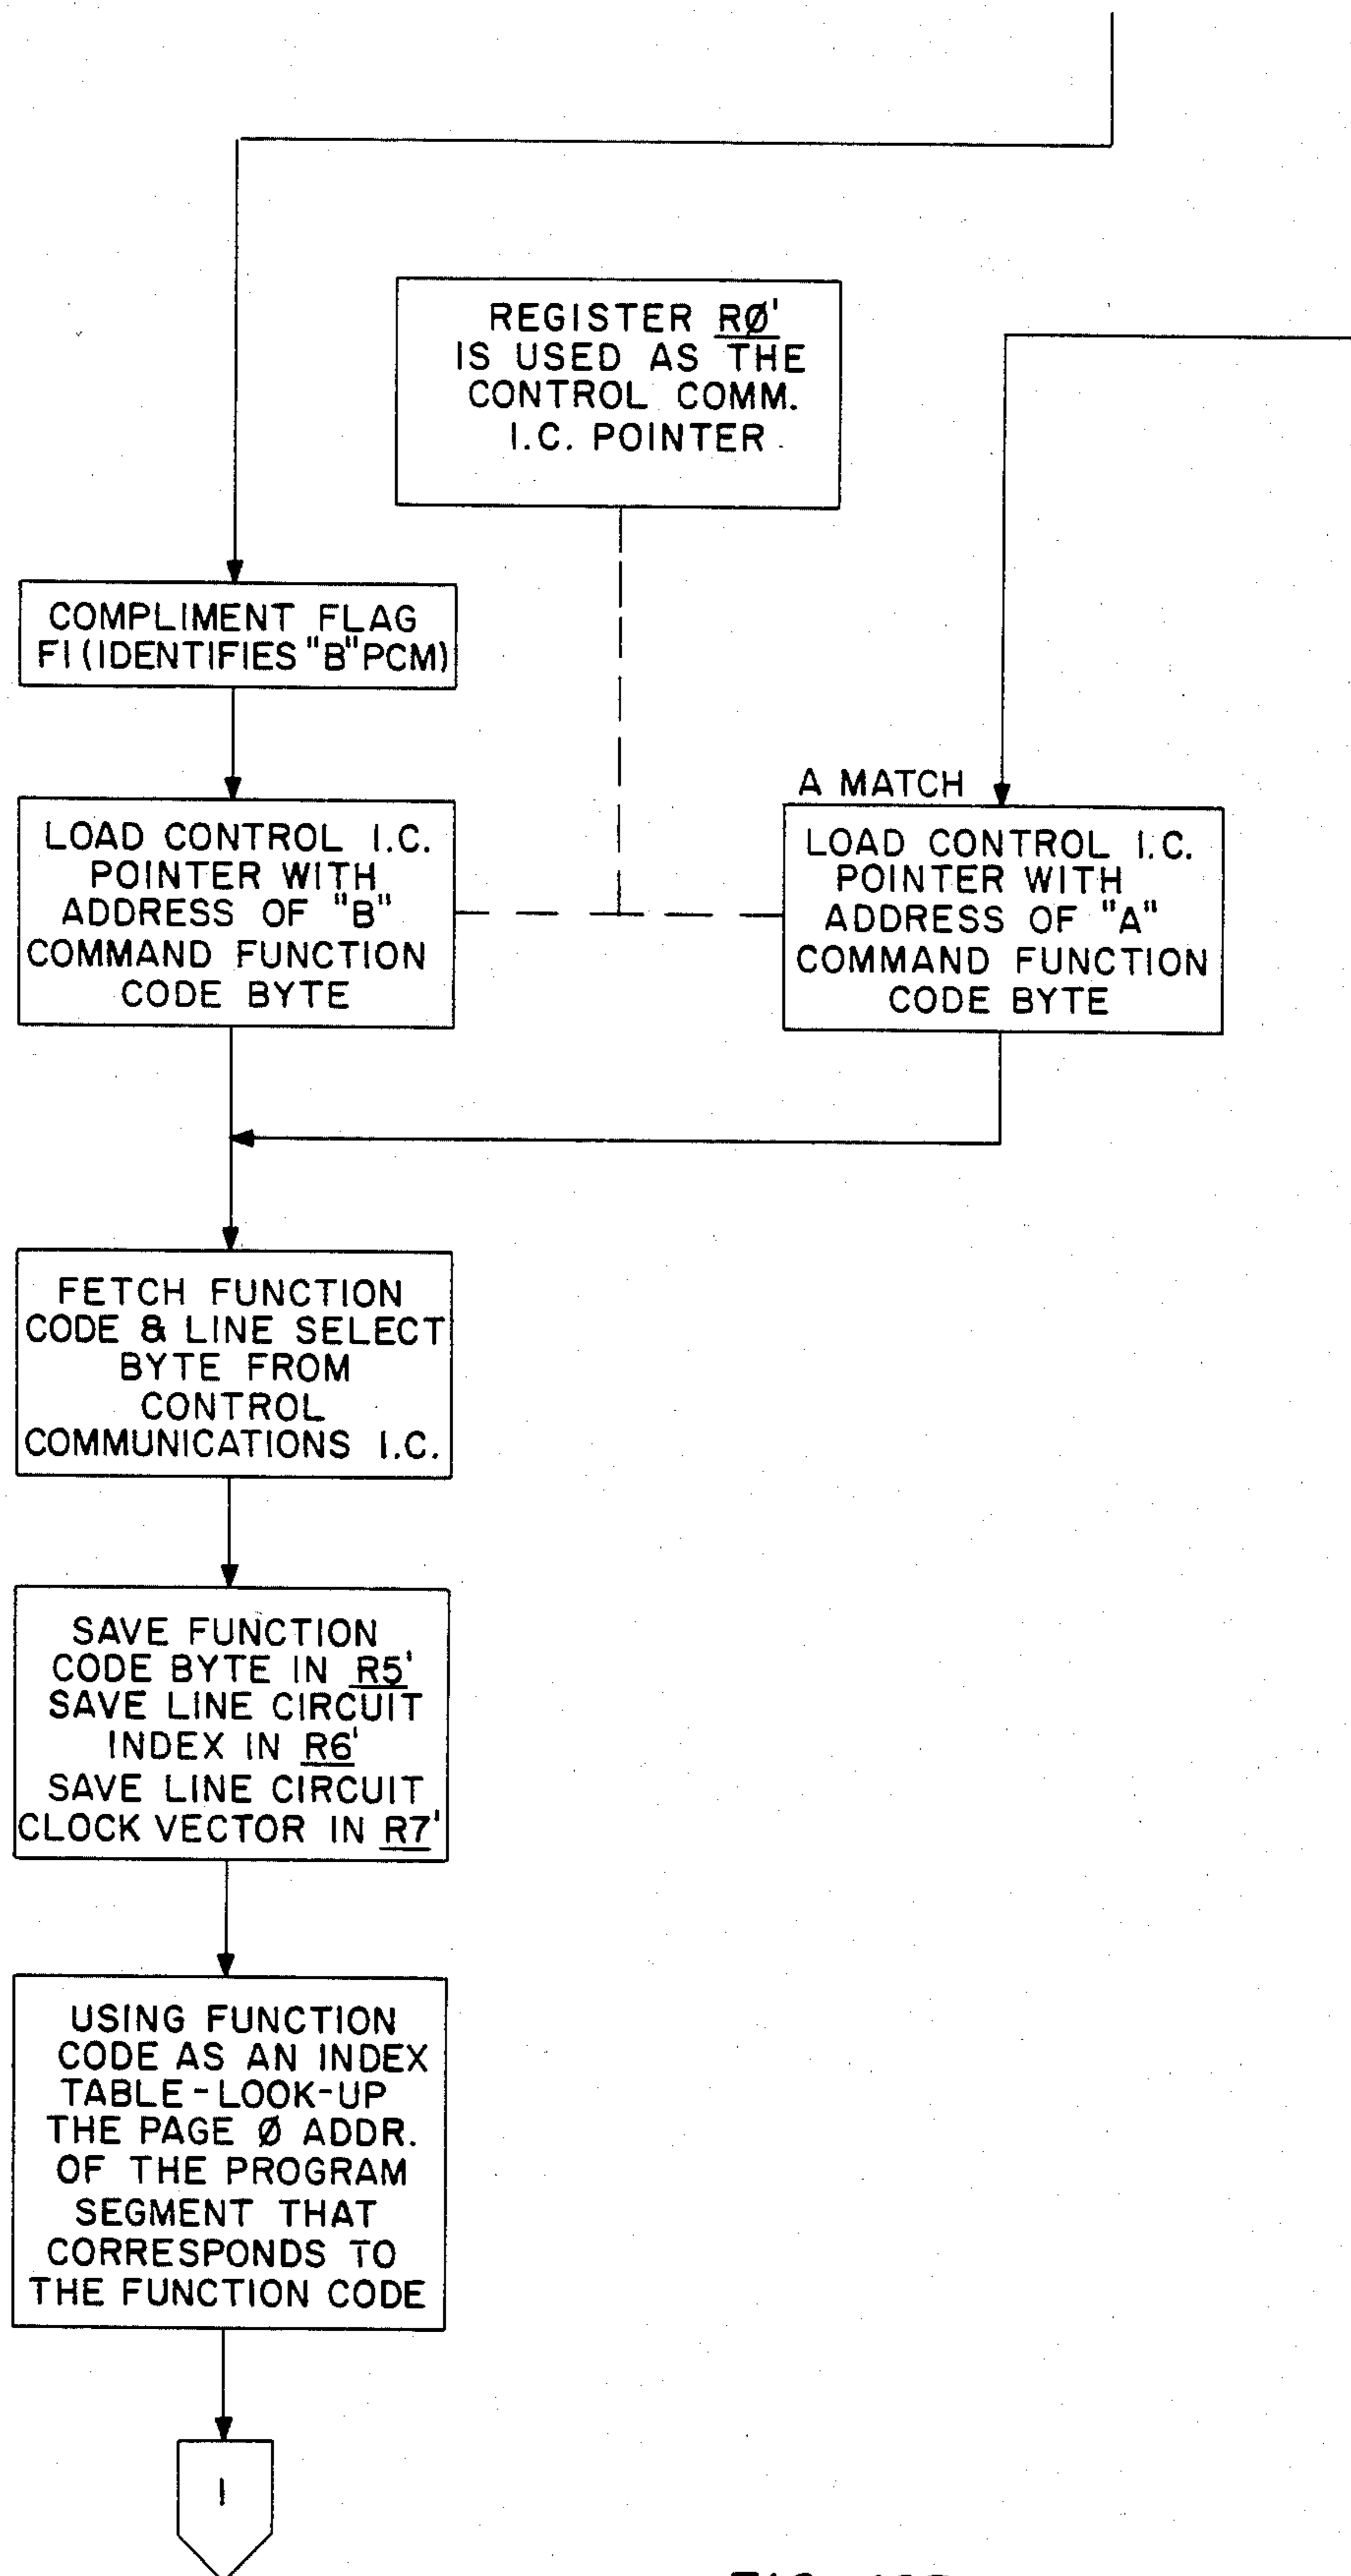 REGISTER RØ'
IS USED AS THE
CONTROL COMM.
I.C. POINTER
COMPLIMENT FLAG
F1 (IDENTIFIES "B" PCM)
A MATCH
LOAD CONTROL I.C.
POINTER WITH
ADDRESS OF "B"
COMMAND FUNCTION
CODE BYTE
LOAD CONTROL I.C.
POINTER WITH
ADDRESS OF "A"
COMMAND FUNCTION
CODE BYTE
FETCH FUNCTION
CODE & LINE SELECT
BYTE FROM
CONTROL
COMMUNICATIONS I.C.
SAVE FUNCTION
CODE BYTE IN R5'
SAVE LINE CIRCUIT
INDEX IN R6'
SAVE LINE CIRCUIT
CLOCK VECTOR IN R7'
USING FUNCTION
CODE AS AN INDEX
TABLE-LOOK-UP
THE PAGE Ø ADDR.
OF THE PROGRAM
SEGMENT THAT
CORRESPONDS TO
THE FUNCTION CODE
1